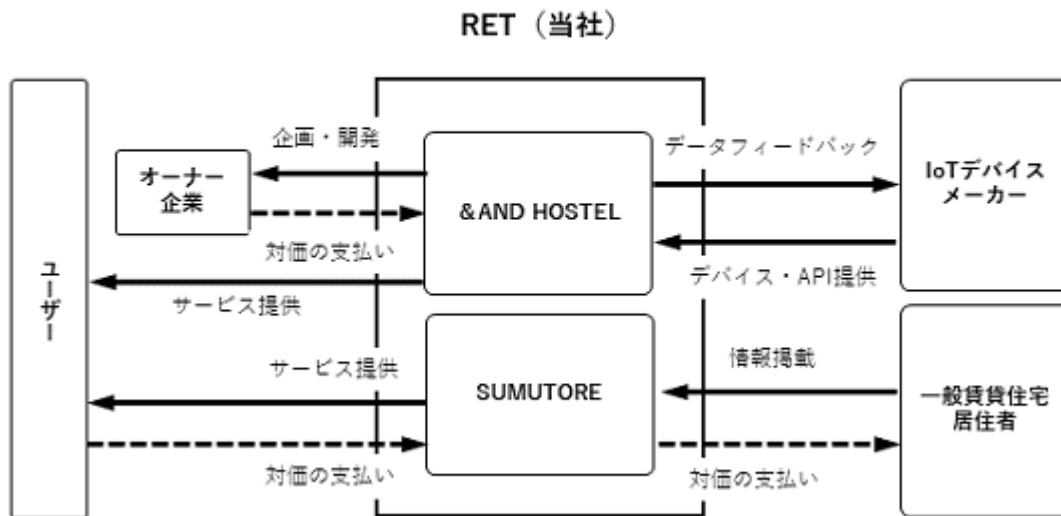 RET（当社）
企画・開発
オーナー
企業
対価の支払い
サービス提供
ユーザー
&AND HOSTEL
データフィードバック
デバイス・API提供
IoTデバイス
メーカー
サービス提供
対価の支払い
SUMUTORE
情報掲載
対価の支払い
一般賃貸住宅
居住者